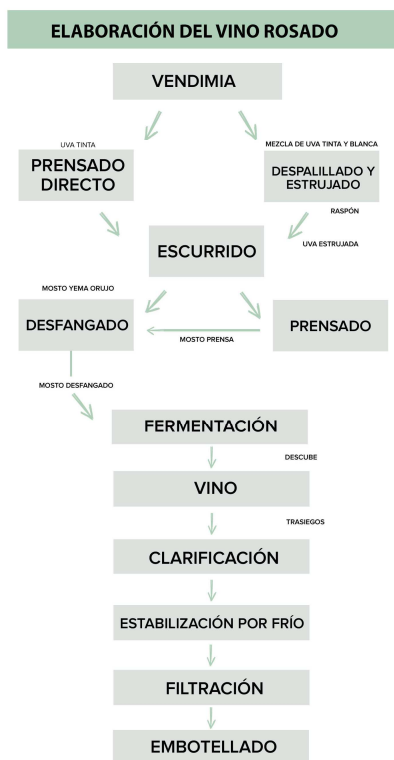 ELABORACIÓN DEL VINO ROSADO
VENDIMIA
UVA TINTA
MEZCLA DE UVA TINTA Y BLANCA
PRENSADO
DIRECTO
DESPALILLADO Y
ESTRUJADO
RASPÓN
ESCURRIDO
UVA ESTRUJADA
MOSTO YEMA ORUJO
DESFANGADO
MOSTO PRENSA
PRENSADO
MOSTO DESFANGADO
FERMENTACIÓN
DESCUBE
VINO
TRASIEGOS
CLARIFICACIÓN
ESTABILIZACIÓN POR FRÍO
FILTRACIÓN
EMBOTELLADO